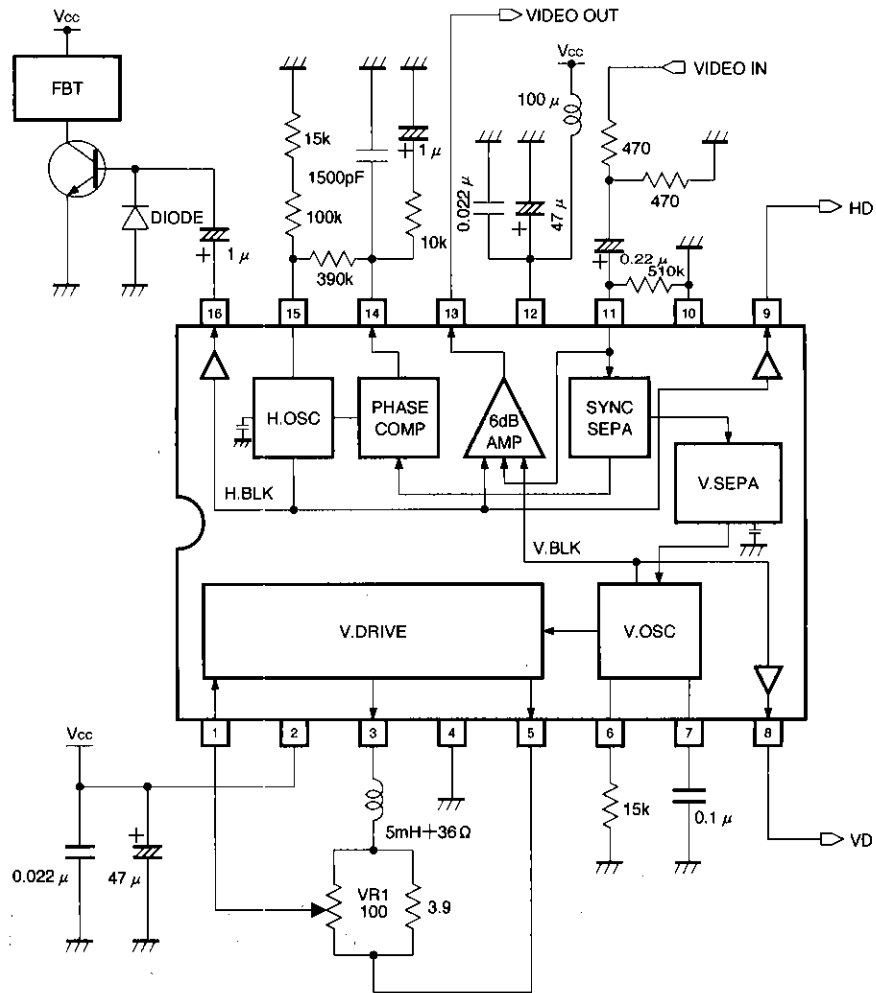 Vcc
FBT
DIODE
1 μ
15k
100k
390k
1500pF
1 μ
10k
VIDEO OUT
Vcc
100 μ
0.022 μ
47 μ
VIDEO IN
470
470
0.22 μ
510k
HD
16
15
14
13
12
11
10
9
H.OSC
PHASE
COMP
6dB
AMP
SYNC
SEPA
V.SEPA
H.BLK
V.BLK
V.DRIVE
V.OSC
1
2
3
4
5
6
7
8
Vcc
0.022 μ
47 μ
5mH+36Ω
VR1
100
3.9
15k
0.1 μ
VD